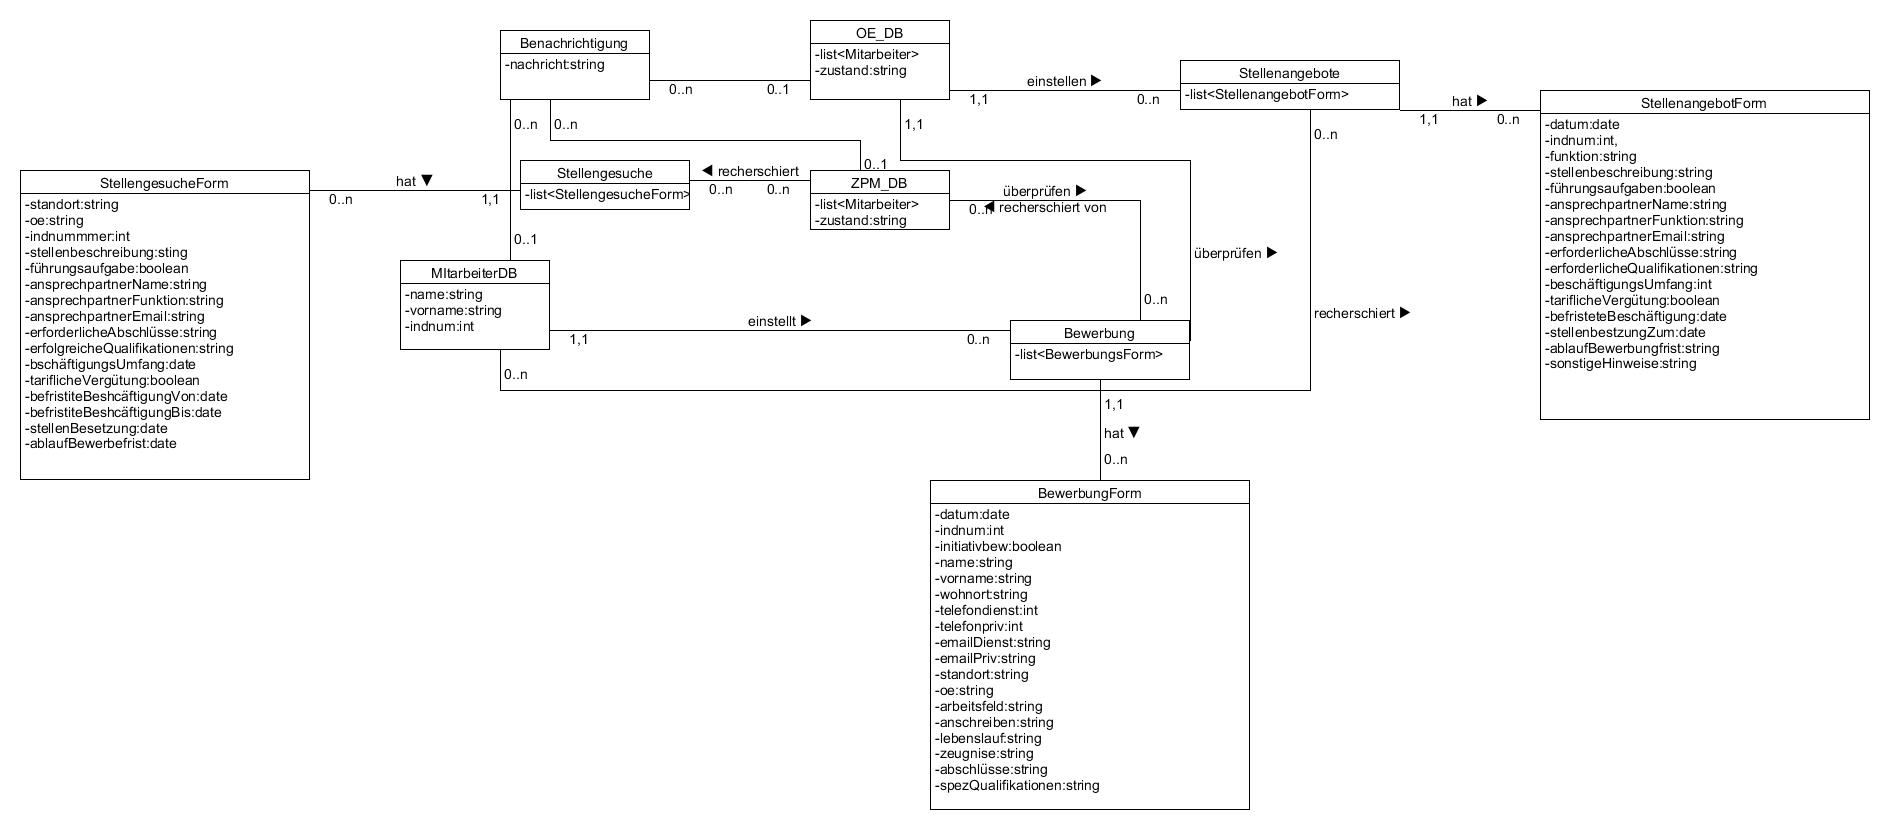 Benachrichtigung
-nachricht:string
OE_DB
-list<Mitarbeiter>
-zustand:string
0..n
0..1
einstellen ▶
1,1
0..n
Stellenangebote
-list<StellenangebotForm>
hat ▶
1,1
0..n
StellenangebotForm
-datum:date
-indnum:int,
-funktion:string
-stellenbeschreibung:string
-führungsaufgaben:boolean
-ansprechpartnerName:string
-ansprechpartnerFunktion:string
-ansprechpartnerEmail:string
-erforderlicheAbschlüsse:string
-erforderlicheQualifikationen:string
-beschäftigungsUmfang:int
-tariflicheVergütung:boolean
-befristeteBeschäftigung:date
-stellenbestzungZum:date
-ablaufBewerbungfrist:string
-sonstigeHinweise:string
0..n
0..n
1,1
0..n
0..1
StellengesucheForm
-standort:string
-oe:string
-indnummmer:int
-stellenbeschreibung:sting
-führungsaufgabe:boolean
-ansprechpartnerName:string
-ansprechpartnerFunktion:string
-ansprechpartnerEmail:string
-erforderlicheAbschlüsse:string
-erfolgreicheQualifikationen:string
-bschäftigungsUmfang:date
-tariflicheVergütung:boolean
-befristiteBeshcäftigungVon:date
-befristiteBeshcäftigungBis:date
-stellenBesetzung:date
-ablaufBewerbefrist:date
hat ▼
0..n
1,1
Stellengesuche
-list<StellengesucheForm>
◀ recherschiert
0..n
0..n
ZPM_DB
-list<Mitarbeiter>
-zustand:string
überprüfen ▶
0..n
◀ recherschiert von
0..1
überprüfen ▶
MItarbeiterDB
-name:string
-vorname:string
-indnum:int
0..n
recherschiert ▶
einstellt ▶
1,1
0..n
Bewerbung
-list<BewerbungsForm>
0..n
1,1
hat ▼
0..n
BewerbungForm
-datum:date
-indnum:int
-initiativbew:boolean
-name:string
-vorname:string
-wohnort:string
-telefondienst:int
-telefonpriv:int
-emailDienst:string
-emailPriv:string
-standort:string
-oe:string
-arbeitsfeld:string
-anschreiben:string
-lebenslauf:string
-zeugnise:string
-abschlüsse:string
-spezQualifikationen:string